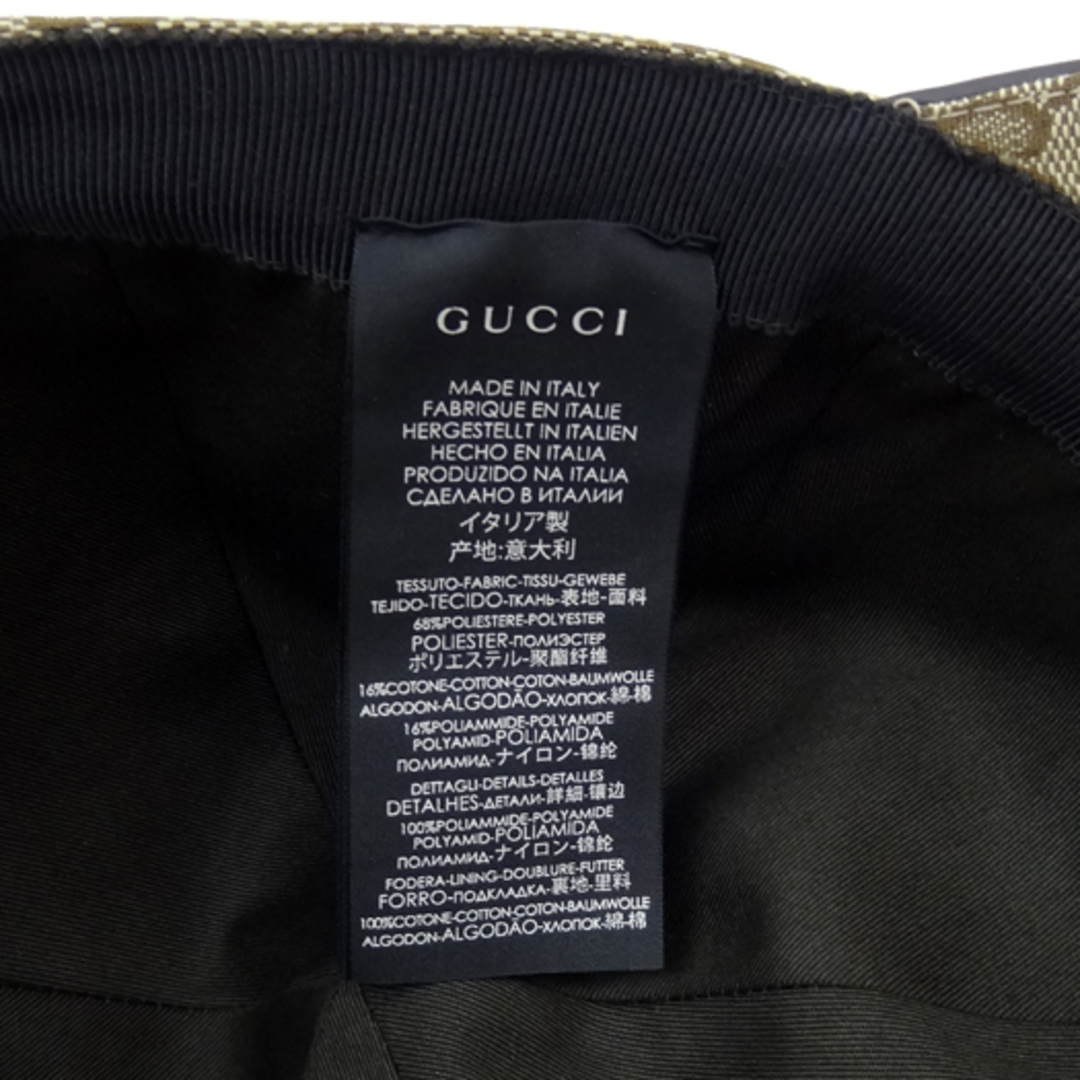 GUCCI
MADE IN ITALY
FABRIQUE EN ITALIE
HERGESTELLT IN ITALIEN
HECHO EN ITALIA
PRODUZIDO NA ITALIA
СДЕЛАНО В ИТАЛИИ
イタリア製
产地:意大利
TESSUTO-FABRIC-TISSU-GEWEBE
TEJIDO-TECIDO-ТКАНЬ-表地-面料
68%POLIESTERE-POLYESTER
POLIESTER-ПОЛИЭСТЕР
ポリエステル-聚酯纤维
16%COTONE-COTTON-COTON-BAUMWOLLE
ALGODON-ALGODÃO-ХЛОПОК-綿-棉
16%POLIAMMIDE-POLYAMIDE
POLYAMID-POLIAMIDA
ПОЛИАМИД-ナイロン-锦纶
DETTAGLI-DETAILS-DETALLES
DETALHES-ДЕТАЛИ-詳細-镶边
100%POLIAMMIDE-POLYAMIDE
POLYAMID-POLIAMIDA
ПОЛИАМИД-ナイロン-锦纶
FODERA-LINING-DOUBLURE-FUTTER
FORRO-ПОДКЛАДКА-裏地-里料
100%COTONE-COTTON-COTON-BAUMWOLLE
ALGODON-ALGODÃO-ХЛОПОК-綿-棉